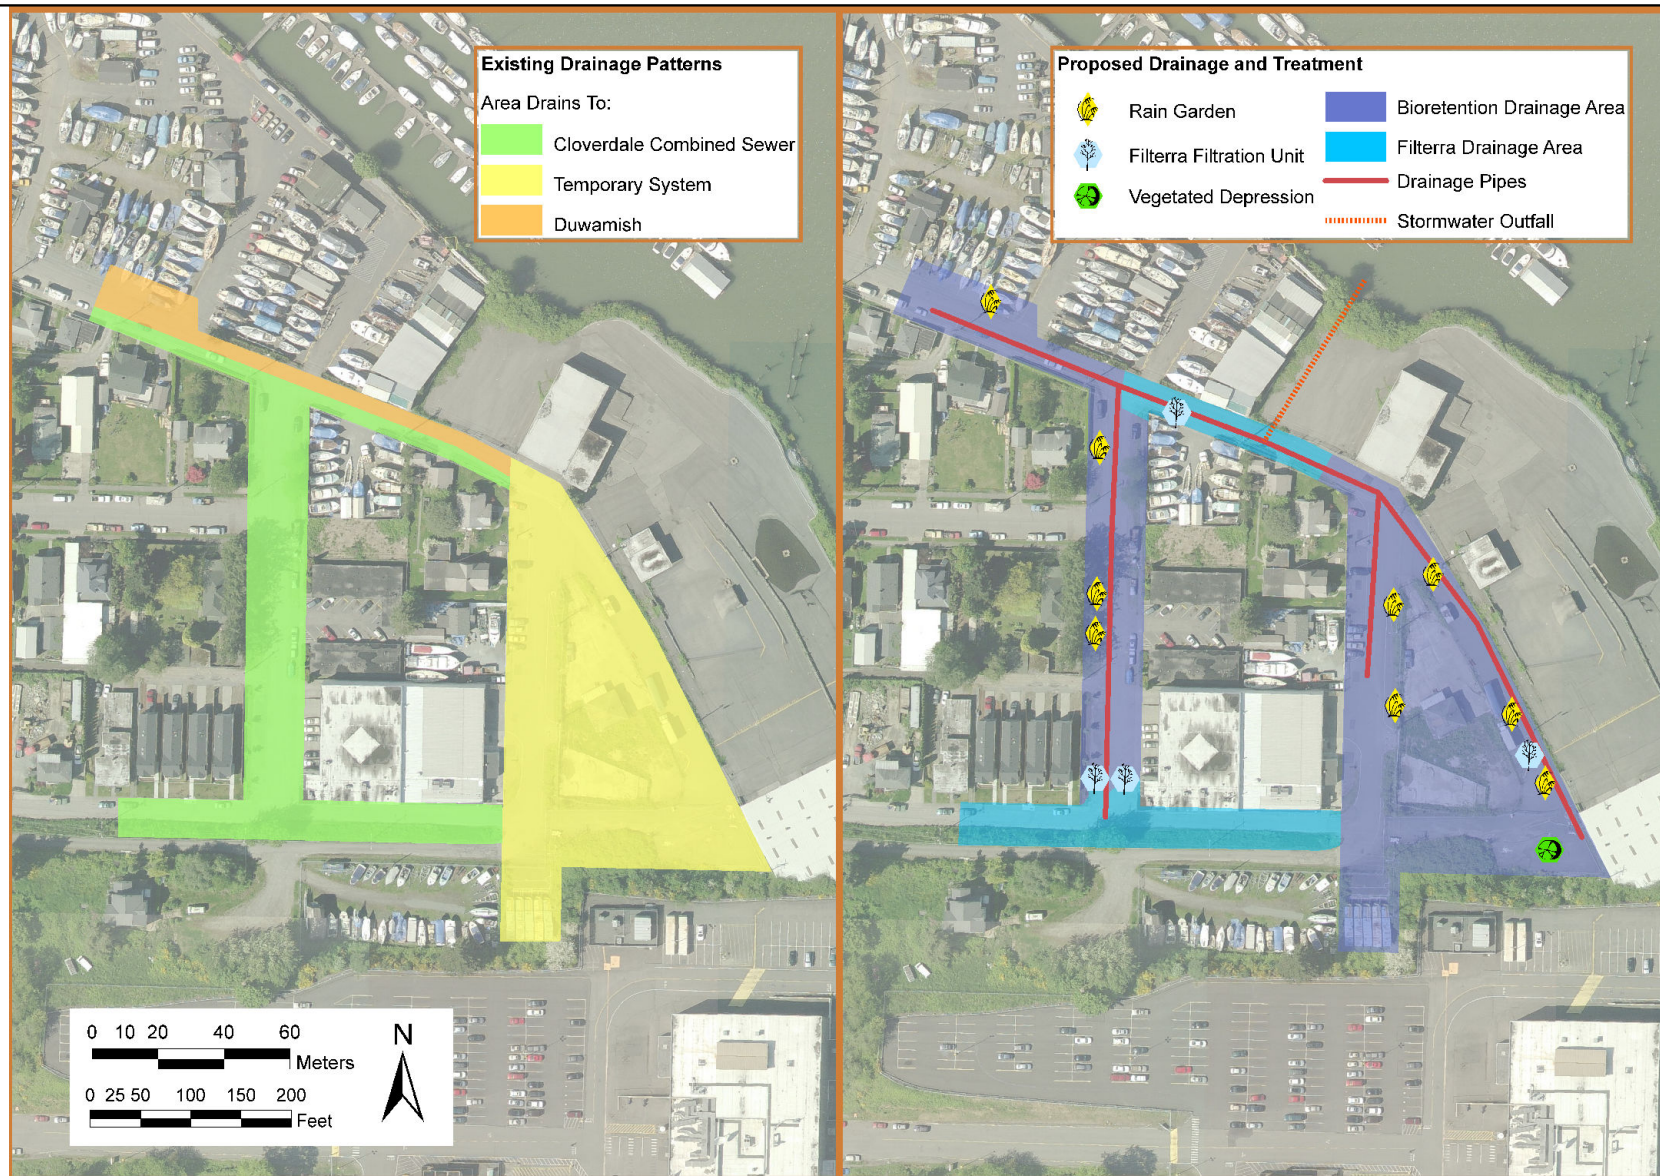 Existing Drainage Patterns
Area Drains To:
Cloverdale Combined Sewer
Temporary System
Duwamish
Proposed Drainage and Treatment
Rain Garden
Filterra Filtration Unit
Vegetated Depression
Bioretention Drainage Area
Filterra Drainage Area
Drainage Pipes
Stormwater Outfall
0 10 20 40 60
Meters
0 25 50 100 150 200
Feet
N